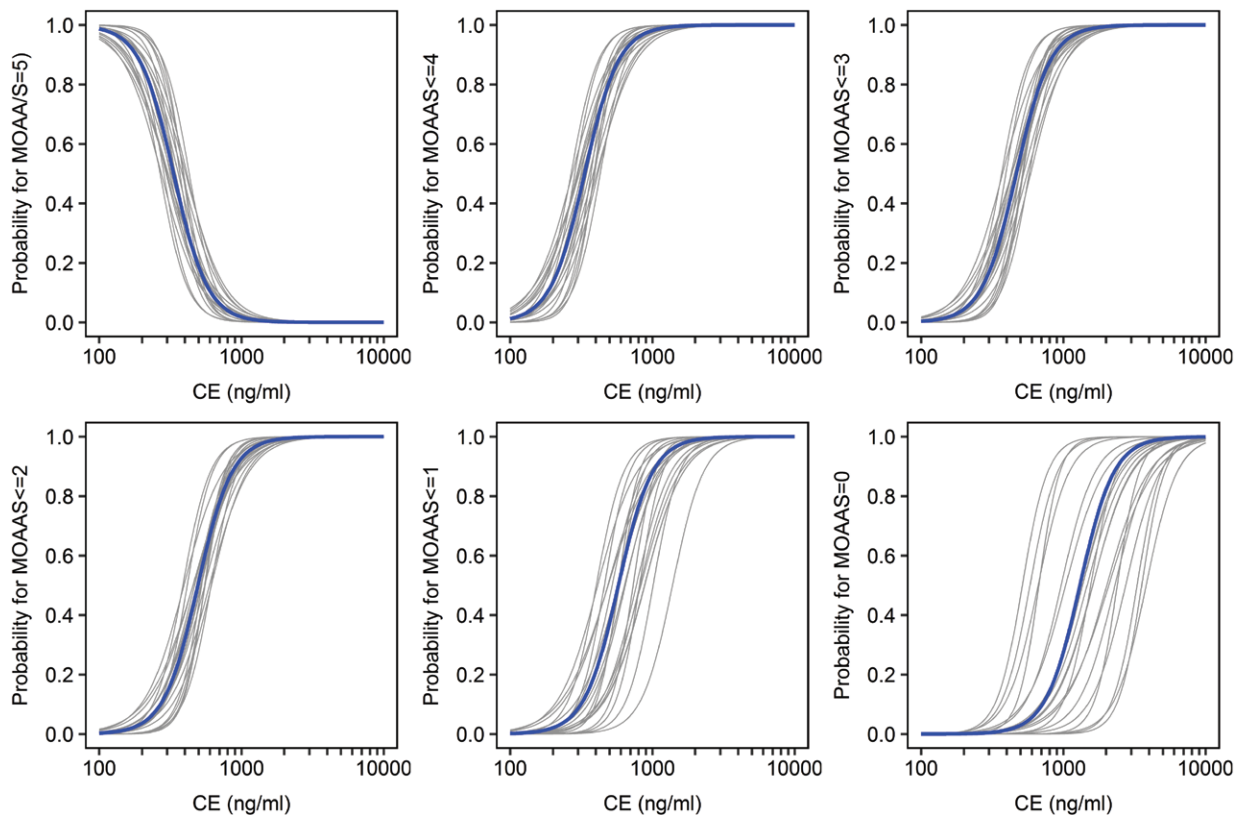 Probability for MOAA/S=5)
1.0
0.8
0.6
0.4
0.2
0.0
100 1000 10000
CE (ng/ml)
Probability for MOAAS<=4
1.0
0.8
0.6
0.4
0.2
0.0
100 1000 10000
CE (ng/ml)
Probability for MOAAS<=3
1.0
0.8
0.6
0.4
0.2
0.0
100 1000 10000
CE (ng/ml)
Probability for MOAAS<=2
1.0
0.8
0.6
0.4
0.2
0.0
100 1000 10000
CE (ng/ml)
Probability for MOAAS<=1
1.0
0.8
0.6
0.4
0.2
0.0
100 1000 10000
CE (ng/ml)
Probability for MOAAS=0
1.0
0.8
0.6
0.4
0.2
0.0
100 1000 10000
CE (ng/ml)